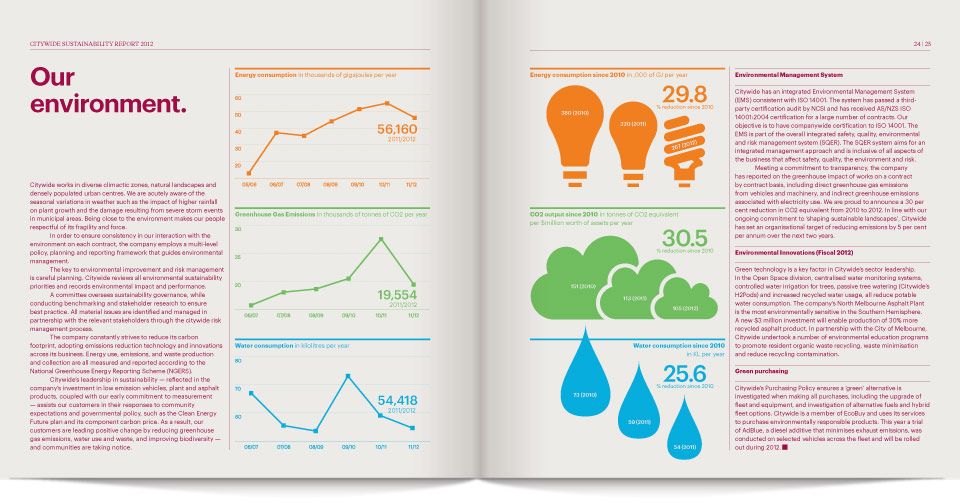 CITYWIDE SUSTAINABILITY REPORT 2012
Our
environment.
Citywide works in diverse climactic zones, natural landscapes and
densely populated urban centres. We are acutely aware of the
seasonal variations in weather such as the impact of higher rainfall
on plant growth and the damage resulting from severe storm events
in municipal areas. Being close to the environment makes our people
respectful of its fragility and force.
In order to ensure consistency in our interaction with the
environment on each contract, the company employs a multi-level
policy, planning and reporting framework that guides environmental
management.
The key to environmental improvement and risk management
is careful planning. Citywide reviews all environmental sustainability
priorities and records environmental impact and performance.
A committee oversees sustainability governance, while
conducting benchmarking and stakeholder research to ensure
best practice. All material issues are identified and managed in
partnership with the relevant stakeholders through the citywide risk
management process.
The company constantly strives to reduce its carbon
footprint, adopting emissions reduction technology and innovations
across its business. Energy use, emissions, and waste production
and collection are all measured and reported according to the
National Greenhouse Energy Reporting Scheme (NGERS).
Citywide's leadership in sustainability — reflected in the
company's investment in low emission vehicles, plant and asphalt
products, coupled with our early commitment to measurement
— assists our customers in their responses to community
expectations and governmental policy, such as the Clean Energy
Future plan and its component carbon price. As a result, our
customers are leading positive change by reducing greenhouse
gas emissions, water use and waste, and improving biodiversity —
and communities are taking notice.
Energy consumption in thousands of gigajoules per year
60
50
40
30
20
56,160
2011/2012
05/06 06/07 07/08 08/09 09/10 10/11 11/12
Greenhouse Gas Emissions in thousands of tonnes of CO2 per year
30
20
19,554
2011/2012
06/07 07/08 08/09 09/10 10/11 11/12
Water consumption in kilolitres per year
80
70
60
54,418
2011/2012
06/07 07/08 08/09 09/10 10/11 11/12
24 | 25
Energy consumption since 2010 in ,000 of GJ per year
29.8
% reduction since 2010
380 (2010)
320 (2011)
267 (2012)
CO2 output since 2010 in tonnes of CO2 equivalent
per $million worth of assets per year
30.5
% reduction since 2010
151 (2010)
112 (2011)
105 (2012)
Water consumption since 2010
in KL per year
25.6
% reduction since 2010
73 (2011)
59 (2011)
54 (2011)
Environmental Management System
Citywide has an integrated Environmental Management System
(EMS) consistent with ISO 14001. The system has passed a third-
party certification audit by NCSI and has received AS/NZS ISO
14001:2004 certification for a large number of contracts. Our
objective is to have companywide certification to ISO 14001. The
EMS is part of the overall integrated safety, quality, environmental
and risk management system (SQER). The SQER system aims for an
integrated management approach and is inclusive of all aspects of
the business that affect safety, quality, the environment and risk.
Meeting a commitment to transparency, the company
has reported on the greenhouse impact of works on a contract
by contract basis, including direct greenhouse gas emissions
from vehicles and machinery, and indirect greenhouse emissions
associated with electricity use. We are proud to announce a 30 per
cent reduction in CO2 equivalent from 2010 to 2012. In line with our
ongoing commitment to 'shaping sustainable landscapes', Citywide
has set an organisational target of reducing emissions by 5 per cent
per annum over the next two years.
Environmental Innovations (Fiscal 2012)
Green technology is a key factor in Citywide's sector leadership.
In the Open Space division, centralised water monitoring systems,
controlled water irrigation for trees, passive tree watering (Citywide's
H2Pods) and increased recycled water usage, all reduce potable
water consumption. The company's North Melbourne Asphalt Plant
is the most environmentally sensitive in the Southern Hemisphere.
A new $3 million investment will enable production of 30% more
recycled asphalt product. In partnership with the City of Melbourne,
Citywide undertook a number of environmental education programs
to promote resident organic waste recycling, waste minimisation
and reduce recycling contamination.
Green purchasing
Citywide's Purchasing Policy ensures a 'green' alternative is
investigated when making all purchases, including the upgrade of
fleet and equipment, and investigation of alternative fuels and hybrid
fleet options. Citywide is a member of EcoBuy and uses its services
to purchase environmentally responsible products. This year a trial
of AdBlue, a diesel additive that minimises exhaust emissions, was
conducted on selected vehicles across the fleet and will be rolled
out during 2012.